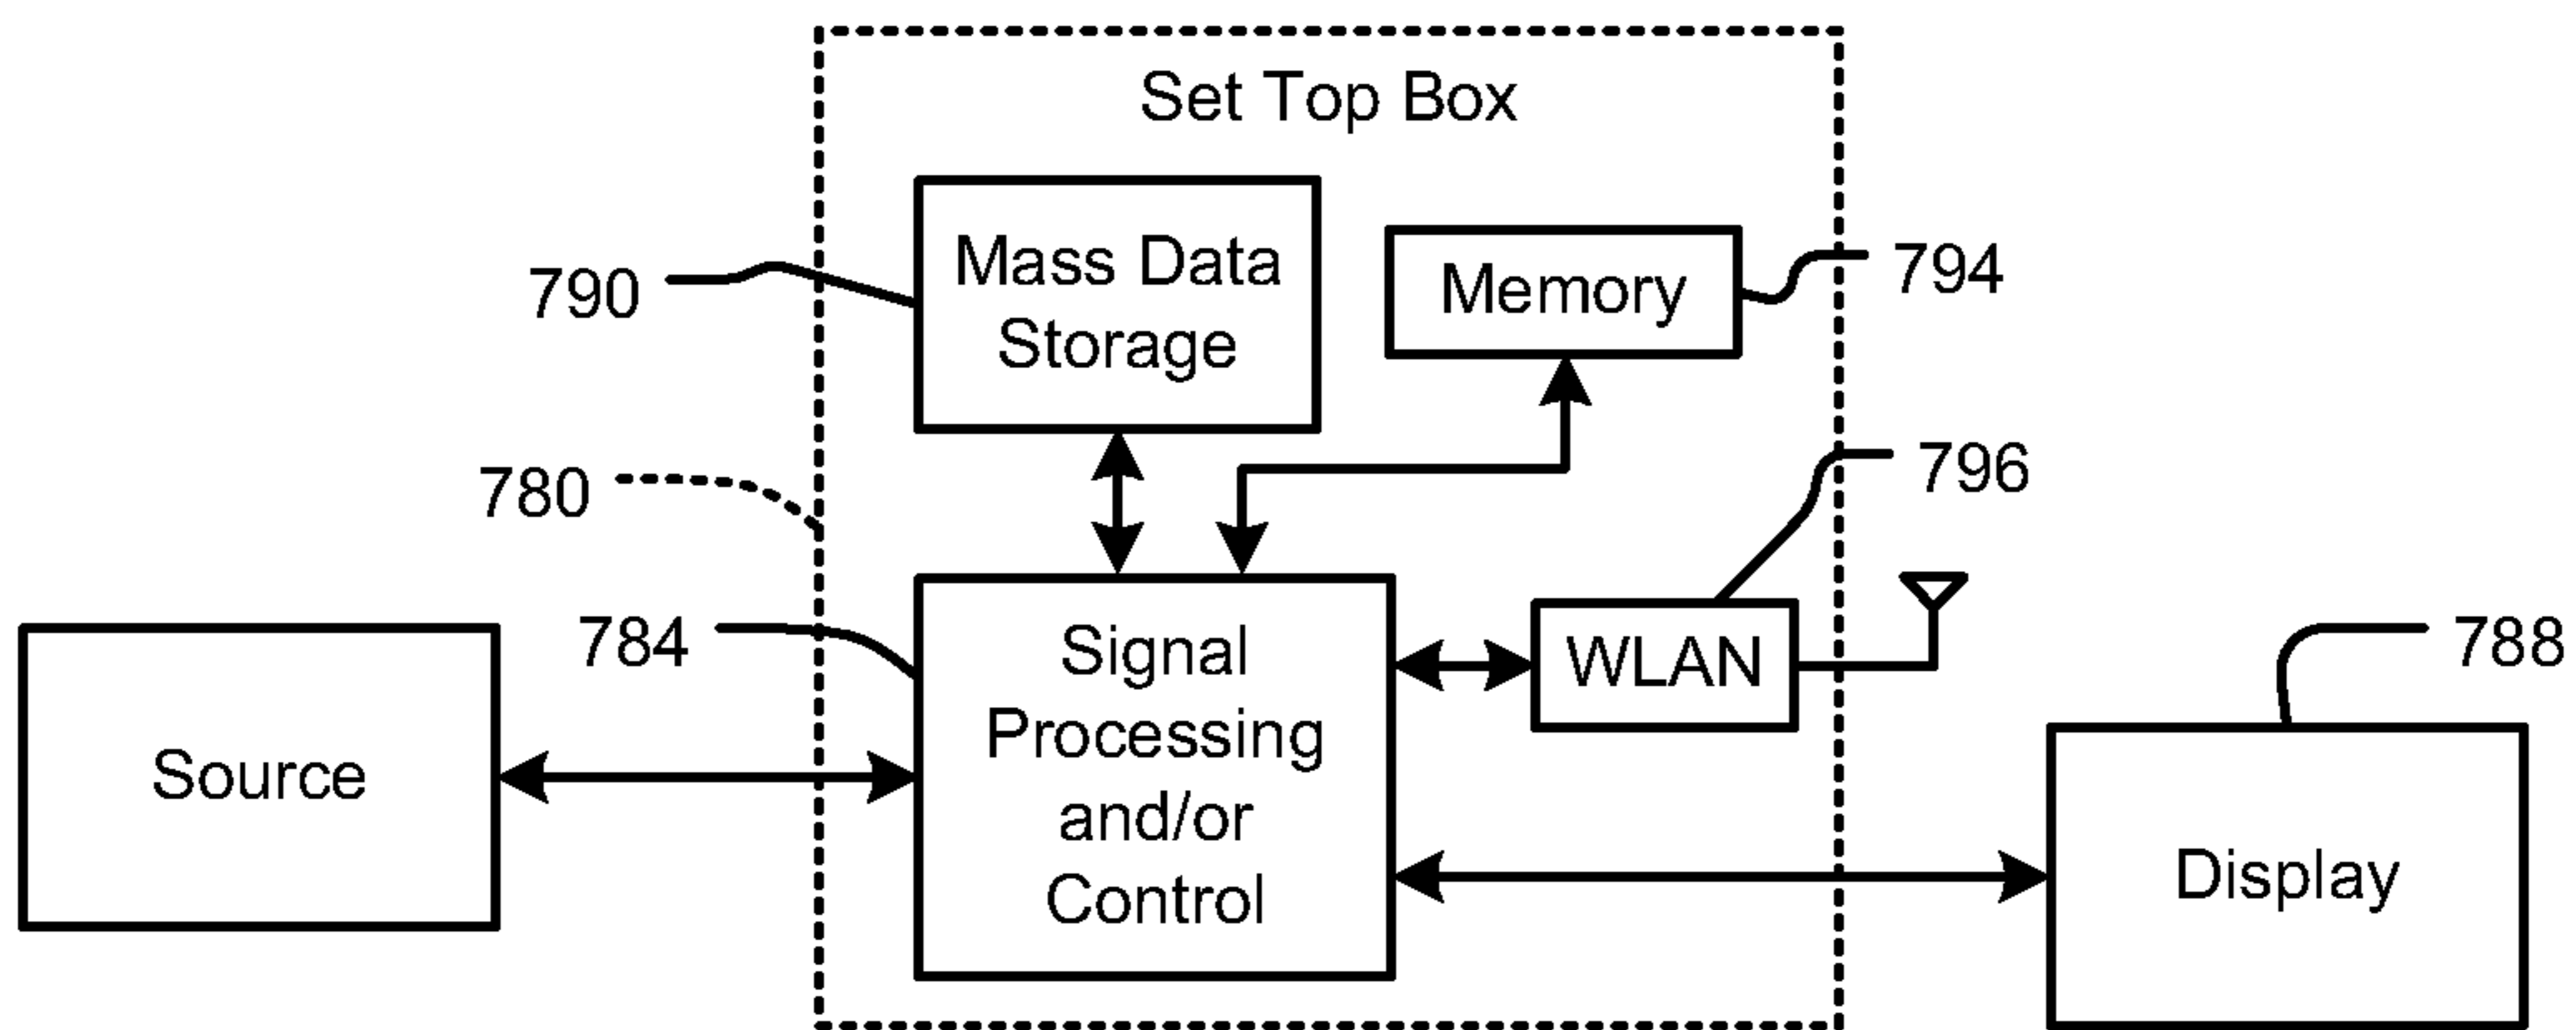 Set Top Box
790
Mass Data
Storage
Memory
794
780
796
784
Signal
Processing
and/or
Control
WLAN
788
Source
Display